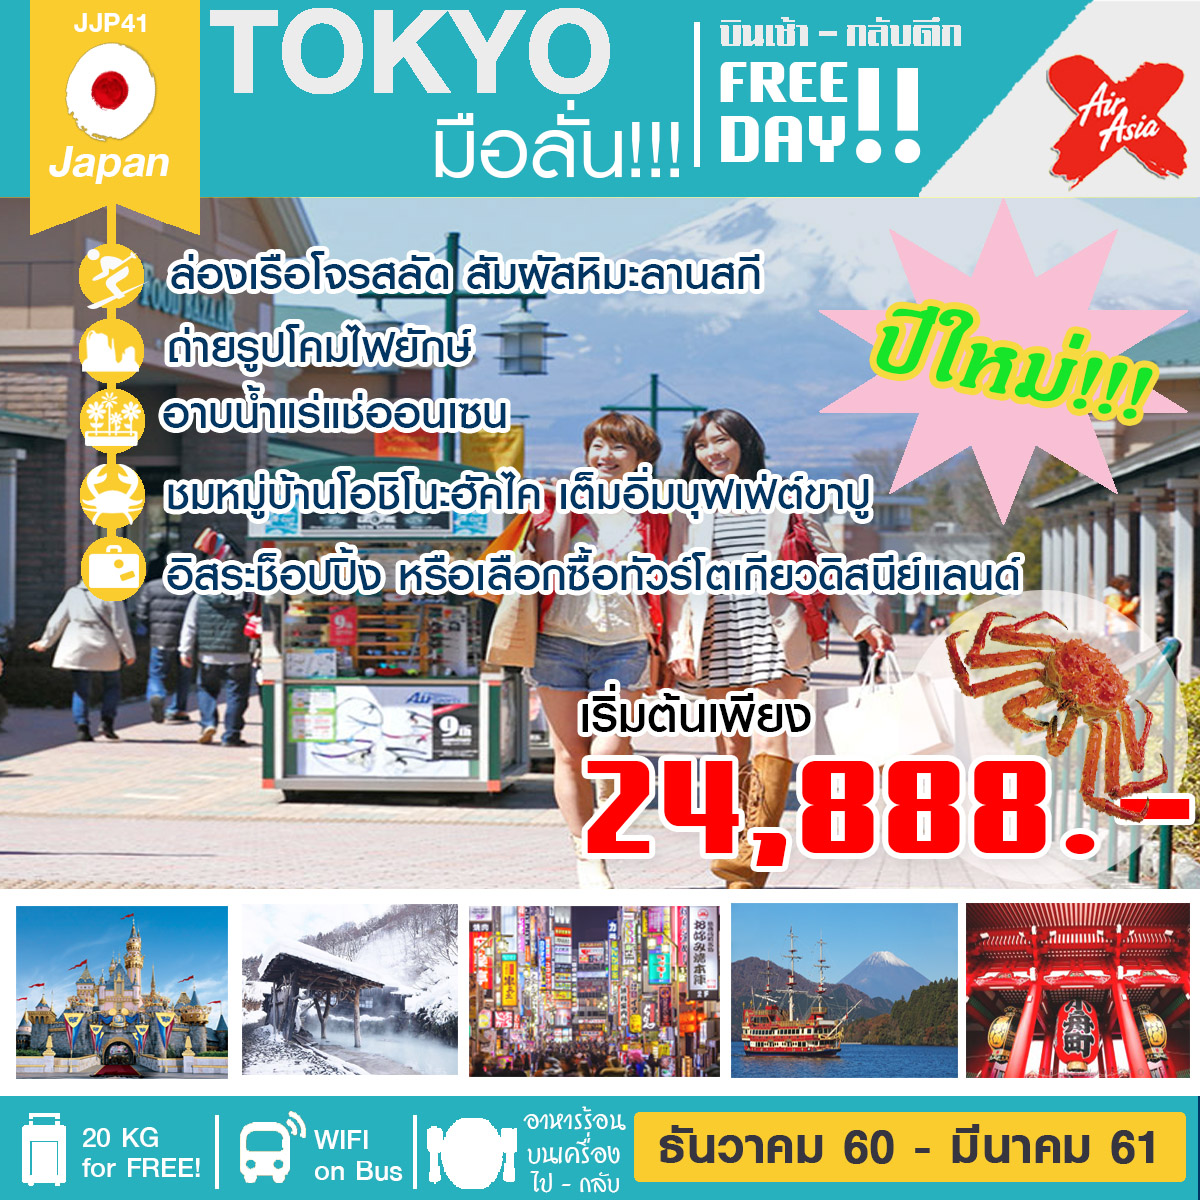 JJP41
Japan
TOKYO
มือลั่น!!!
บินเช้า - กลับดึก
FREE
DAY!!
Air
Asia
X
ล่องเรือโจรสลัด สัมผัสหิมะลานสกี
ถ่ายรูปโคมไฟยักษ์
อาบน้ำแร่แช่ออนเซน
ชมหมู่บ้านโอชิโนะฮัคไค เต็มอิ่มบุฟเฟ่ต์ขาปู
อิสระช็อปปิ้ง หรือเลือกซื้อทัวร์โตเกียวดิสนีย์แลนด์
ปีใหม่!!!
FOOD BAZAAR
เริ่มต้นเพียง
24,888.-
小舟町
20 KG
for FREE!
WIFI
on Bus
อาหารร้อน
บนเครื่อง
ไป - กลับ
ธันวาคม 60 - มีนาคม 61